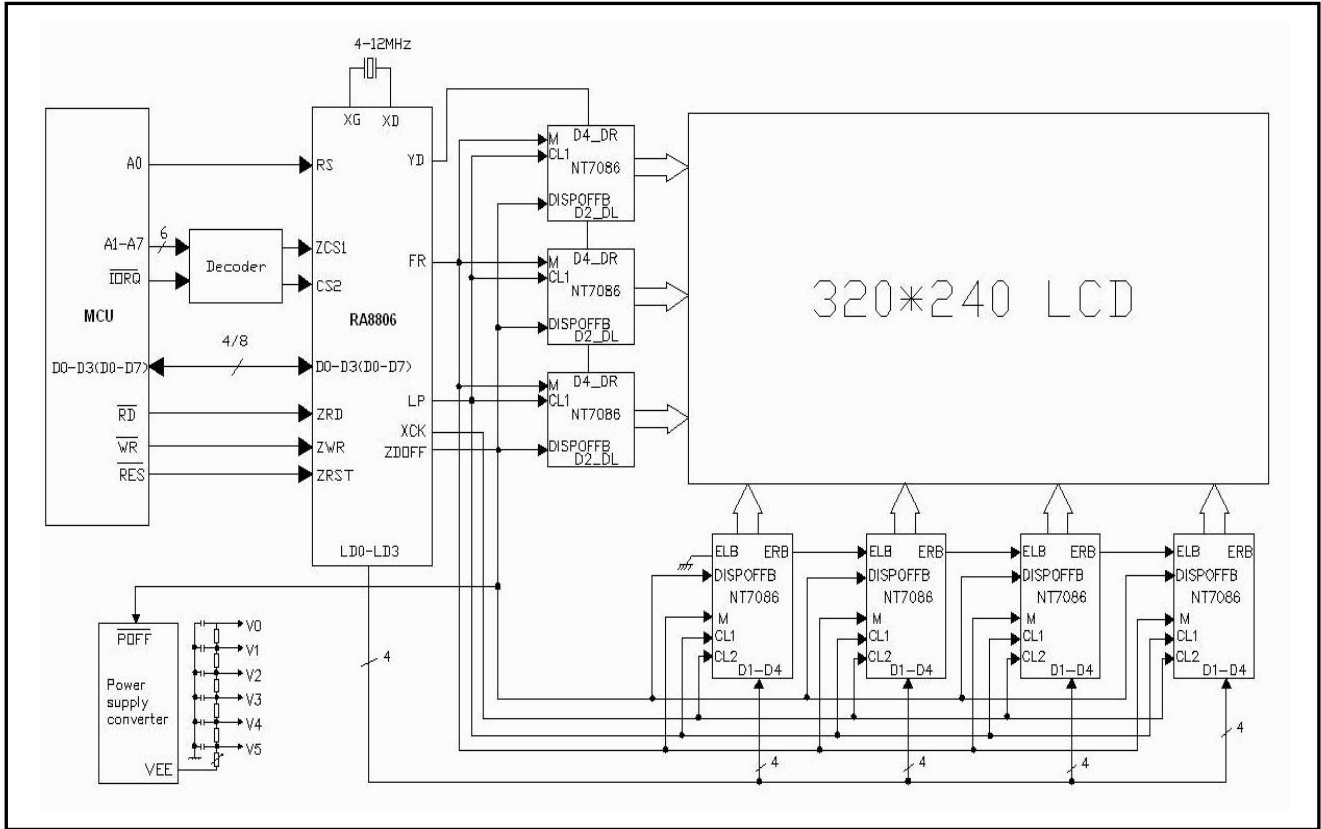 4-12MHz
XG XD
MCU
A0
A1-A7
6
IORQ
D0-D3(D0-D7)
4/8
RD
WR
RES
Decoder
RA8806
RS
ZCS1
CS2
D0-D3(D0-D7)
ZRD
ZWR
ZRST
YD
FR
LP
XCK
ZDOFF
LD0-LD3
D4_DR
M
CL1
NT7086
DISPOFFB
D2_DL
D4_DR
M
CL1
NT7086
DISPOFFB
D2_DL
D4_DR
M
CL1
NT7086
DISPOFFB
D2_DL
320*240 LCD
ELB ERB
DISPOFFB
NT7086
M
CL1
CL2
D1-D4
ELB ERB
DISPOFFB
NT7086
M
CL1
CL2
D1-D4
ELB ERB
DISPOFFB
NT7086
M
CL1
CL2
D1-D4
ELB ERB
DISPOFFB
NT7086
M
CL1
CL2
D1-D4
POFF
Power
supply
converter
VEE
V0
V1
V2
V3
V4
V5
4
4
4
4
4